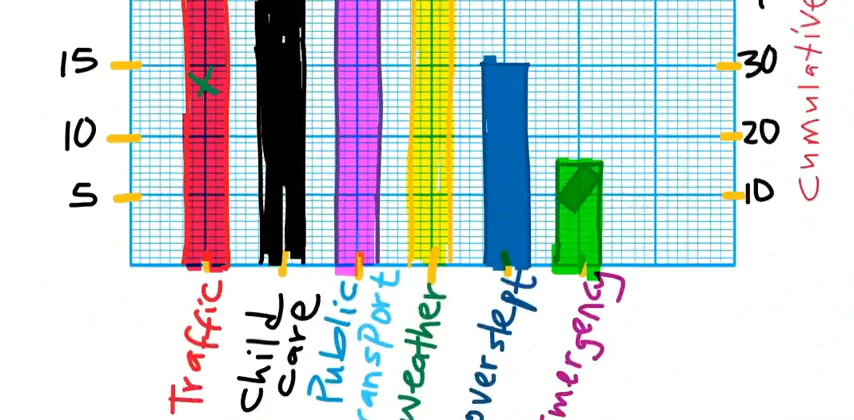 15
10
5
30
20
10
Cumulative
Traffic
Child
care
Public
ransport
weather
overslept
mergency